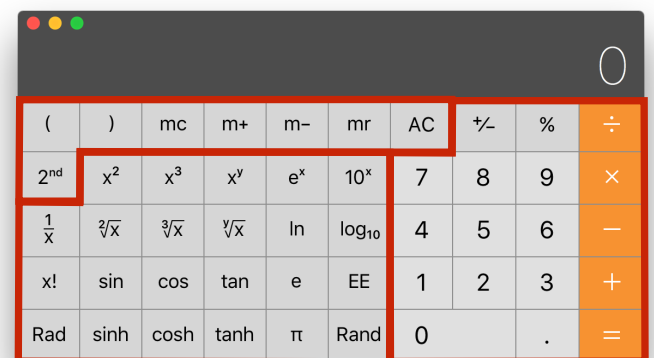 0
( ) mc m+ m− mr AC ⁺∕₋ % ÷
2ⁿᵈ x² x³ xʸ eˣ 10ˣ 7 8 9 ×
1/x ²√x ³√x ʸ√x ln log₁₀ 4 5 6 −
x! sin cos tan e EE 1 2 3 +
Rad sinh cosh tanh π Rand 0 . =